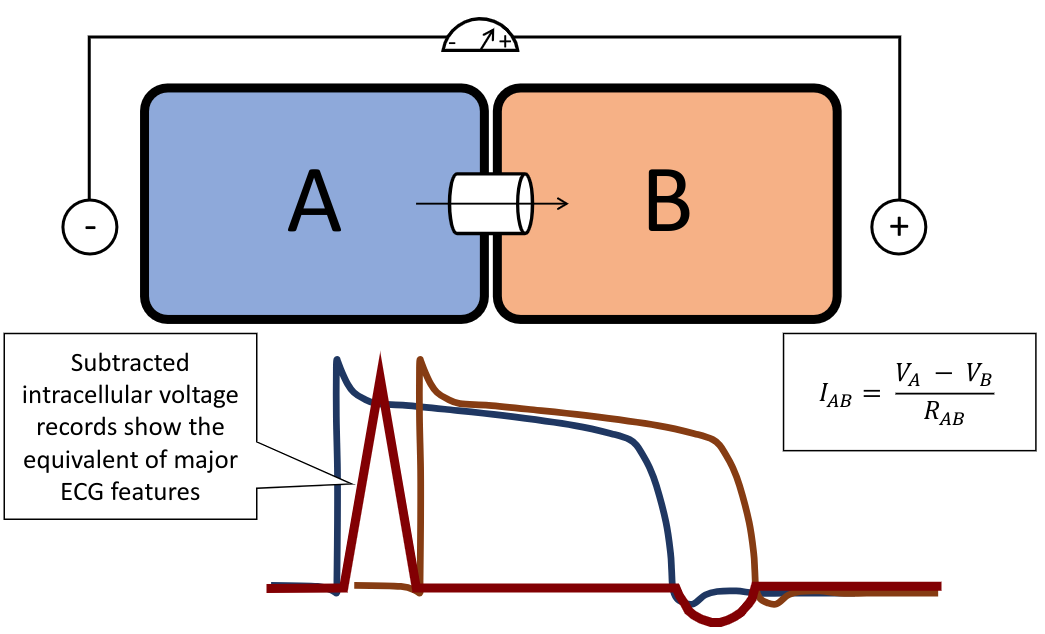 - +
A
B
-
+
Subtracted
intracellular voltage
records show the
equivalent of major
ECG features
I_{AB} = \frac{V_A - V_B}{R_{AB}}